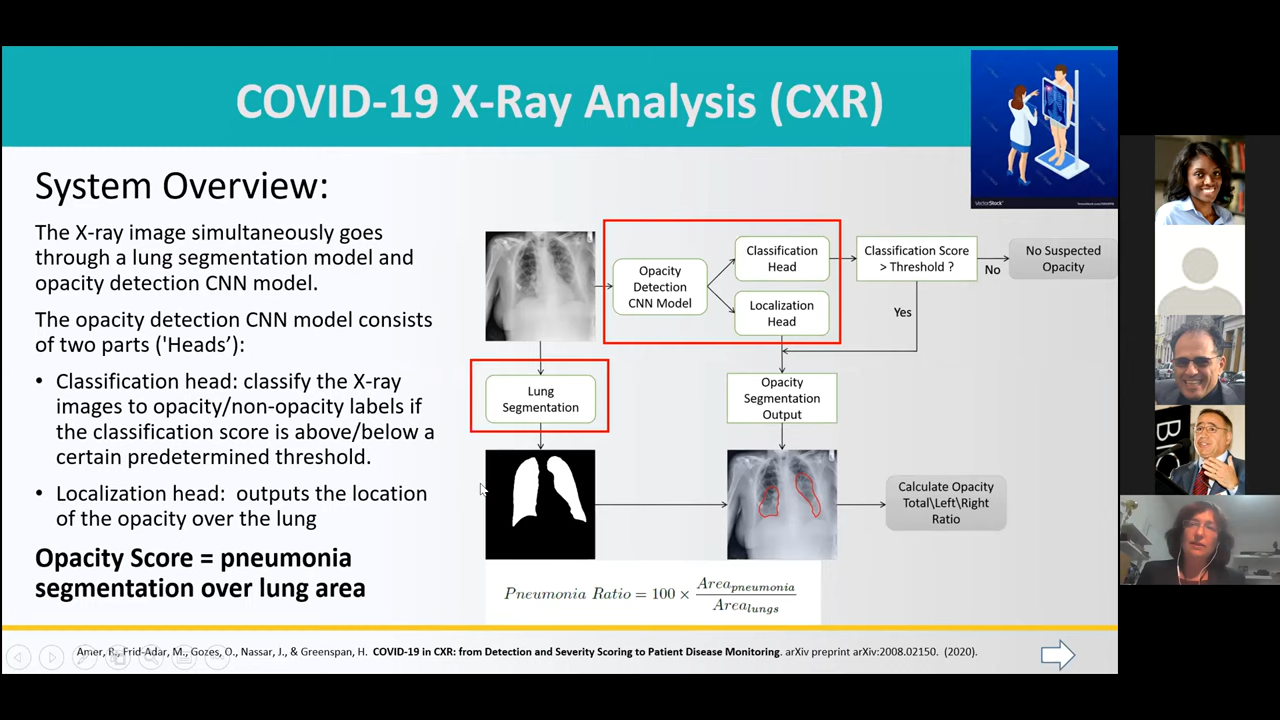 COVID-19 X-Ray Analysis (CXR)
VectorStock
System Overview:
The X-ray image simultaneously goes
through a lung segmentation model and
opacity detection CNN model.
The opacity detection CNN model consists
of two parts ('Heads’):
• Classification head: classify the X-ray
images to opacity/non-opacity labels if
the classification score is above/below a
certain predetermined threshold.
• Localization head:  outputs the location
of the opacity over the lung
Opacity Score = pneumonia
segmentation over lung area
Opacity
Detection
CNN Model
Classification
Head
Localization
Head
Classification Score
> Threshold ?
No
No Suspected
Opacity
Yes
Lung
Segmentation
Opacity
Segmentation
Output
Calculate Opacity
Total\Left\Right
Ratio
Pneumonia Ratio = 100 × Area_pneumonia / Area_lungs
Amer, R., Frid-Adar, M., Gozes, O., Nassar, J., & Greenspan, H. COVID-19 in CXR: from Detection and Severity Scoring to Patient Disease Monitoring. arXiv preprint arXiv:2008.02150. (2020).